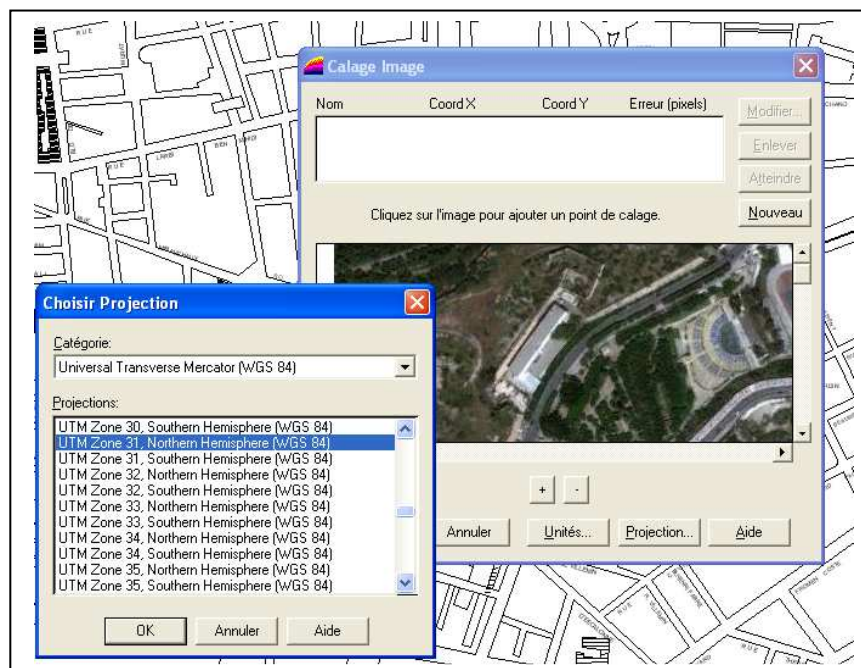 RUE
Calage Image
Nom Coord X Coord Y Erreur (pixels)
Modifier...
Enlever
Atteindre
Nouveau
Cliquez sur l'image pour ajouter un point de calage.
+ -
Annuler Unités... Projection... Aide
Choisir Projection
Catégorie:
Universal Transverse Mercator (WGS 84)
Projections:
UTM Zone 30, Southern Hemisphere (WGS 84)
UTM Zone 31, Northern Hemisphere (WGS 84)
UTM Zone 31, Southern Hemisphere (WGS 84)
UTM Zone 32, Northern Hemisphere (WGS 84)
UTM Zone 32, Southern Hemisphere (WGS 84)
UTM Zone 33, Northern Hemisphere (WGS 84)
UTM Zone 33, Southern Hemisphere (WGS 84)
UTM Zone 34, Northern Hemisphere (WGS 84)
UTM Zone 34, Southern Hemisphere (WGS 84)
UTM Zone 35, Northern Hemisphere (WGS 84)
UTM Zone 35, Southern Hemisphere (WGS 84)
OK Annuler Aide